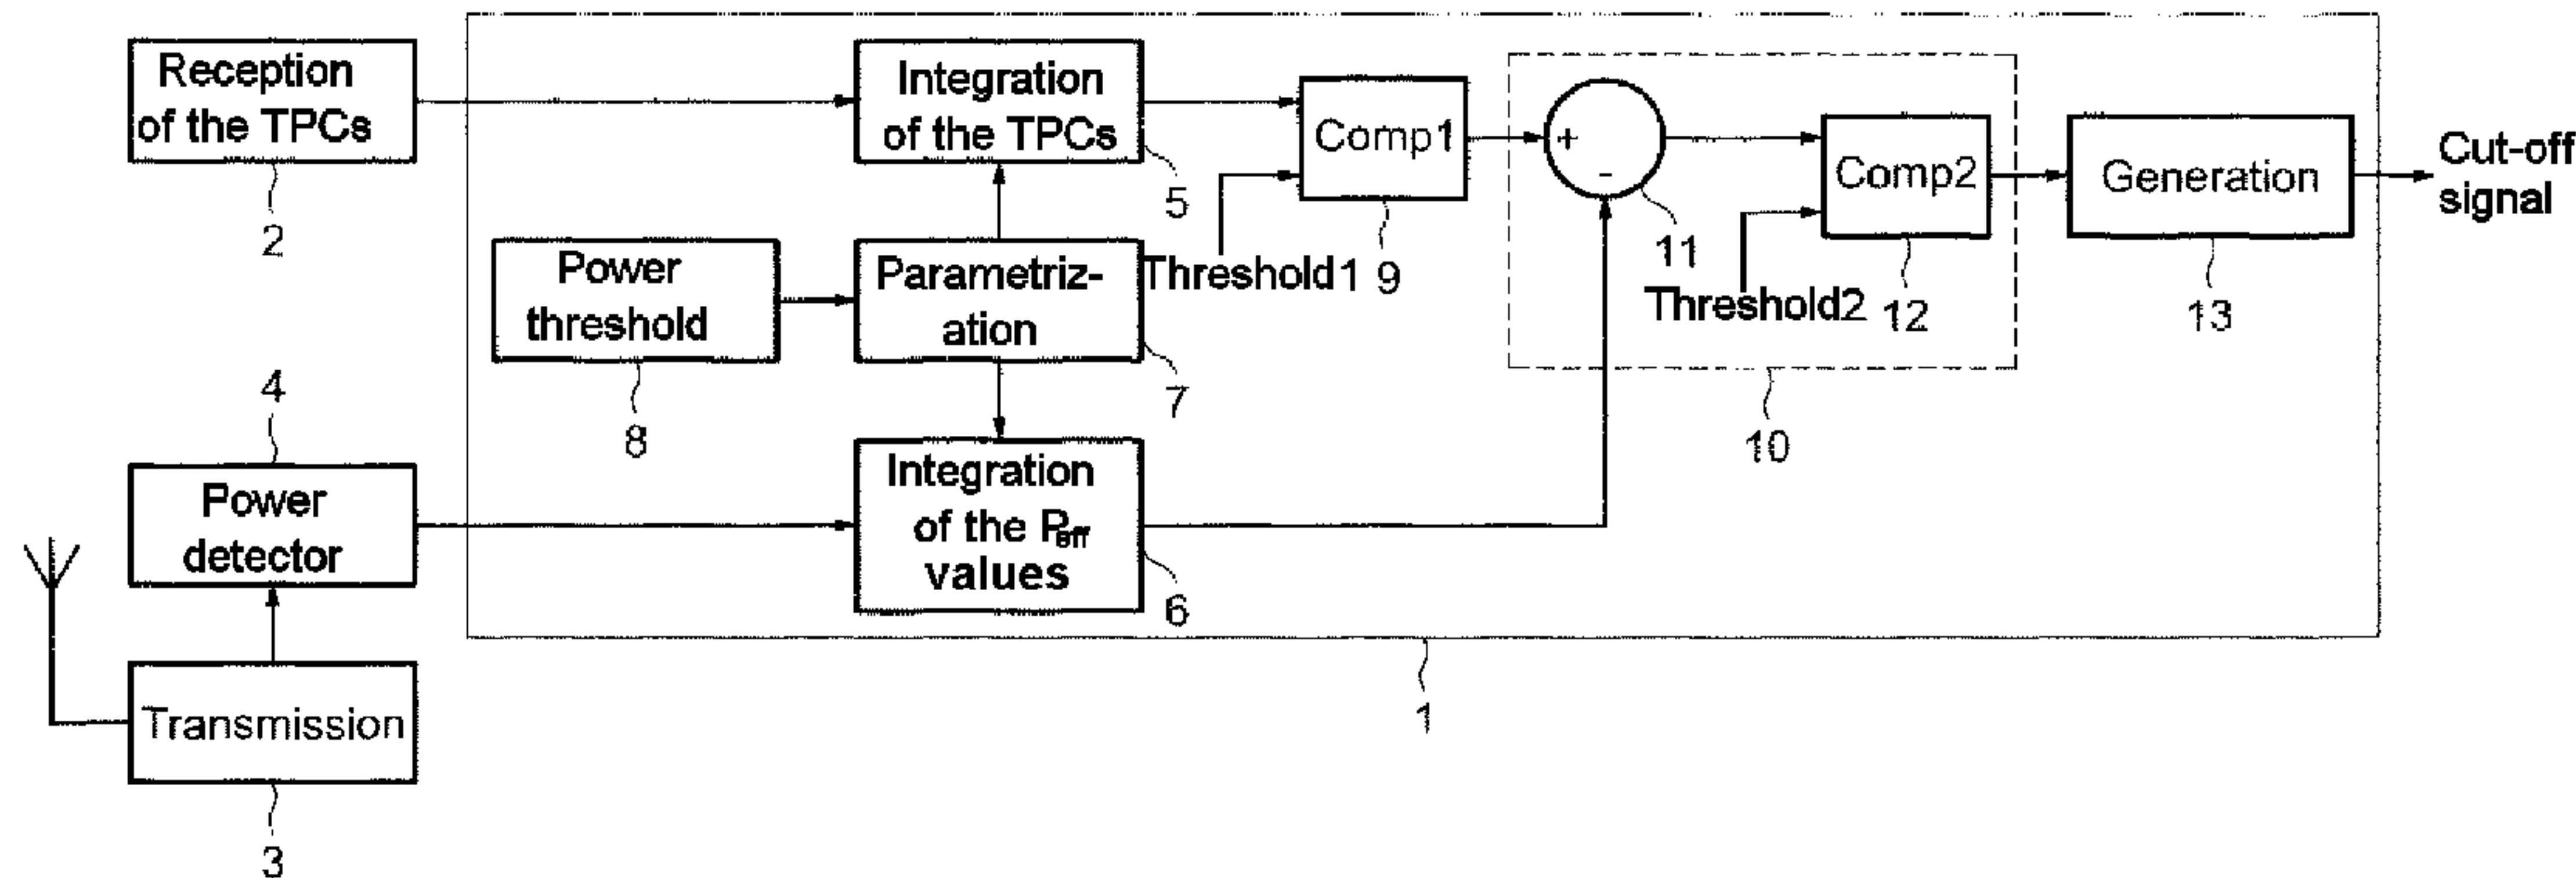 Reception
of the TPCs
2
Integration
of the TPCs
5
Comp1
Threshold1
9
+
-
11
Comp2
Threshold2
12
10
Generation
13
Cut-off
signal
Power
threshold
8
Parametriz-
ation
7
4
Power
detector
Integration
of the Peff
values
6
Transmission
3
1